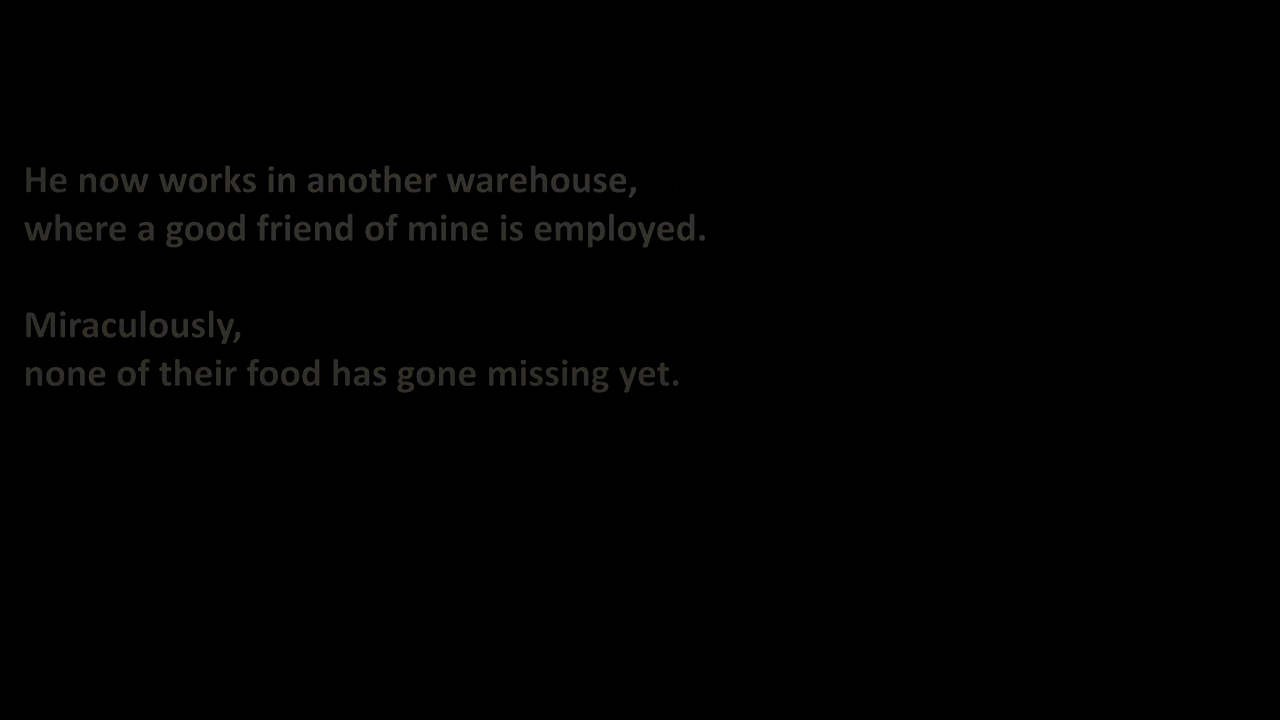 He now works in another warehouse,
where a good friend of mine is employed.
Miraculously,
none of their food has gone missing yet.